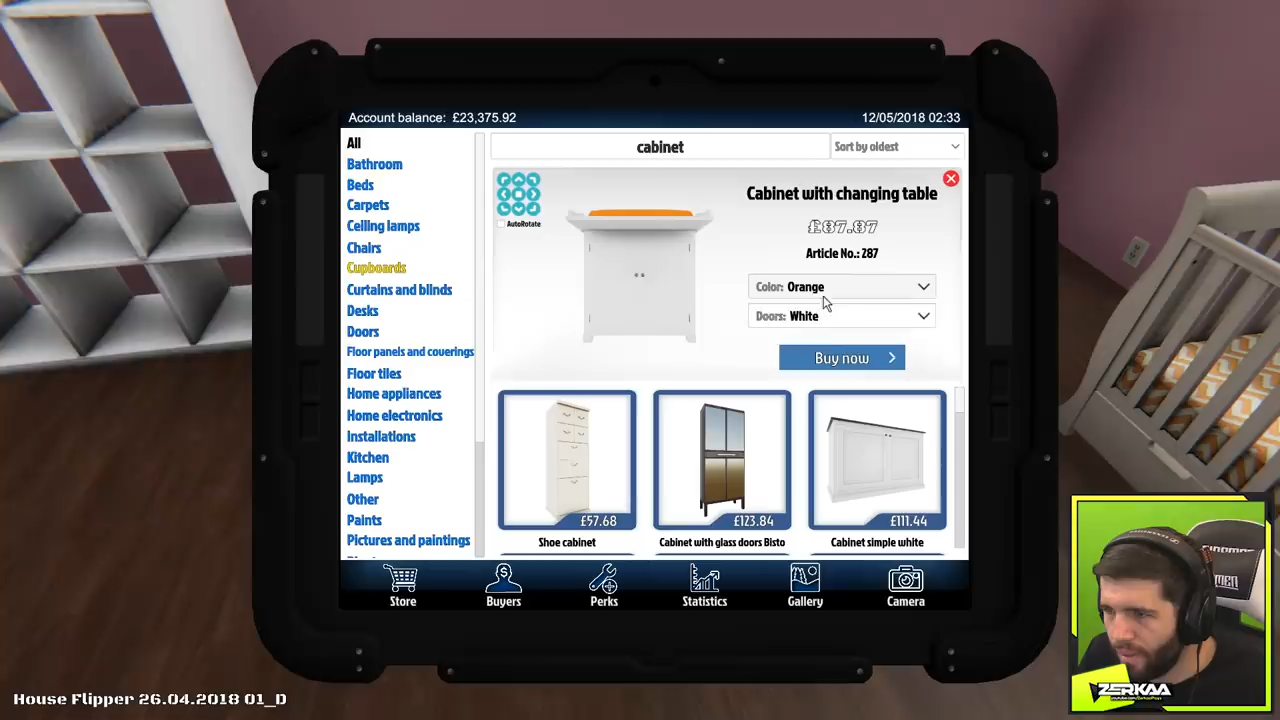 Account balance: £23,375.92
12/05/2018 02:33
All
Bathroom
Beds
Carpets
Ceiling lamps
Chairs
Cupboards
Curtains and blinds
Desks
Doors
Floor panels and coverings
Floor tiles
Home appliances
Home electronics
Installations
Kitchen
Lamps
Other
Paints
Pictures and paintings
cabinet
Sort by oldest
AutoRotate
Cabinet with changing table
£87.87
Article No.: 287
Color: Orange
Doors: White
Buy now
£57.68
£123.84
£111.44
Shoe cabinet
Cabinet with glass doors Bisto
Cabinet simple white
Store
Buyers
Perks
Statistics
Gallery
Camera
House Flipper 26.04.2018 01_D
ZERKAA